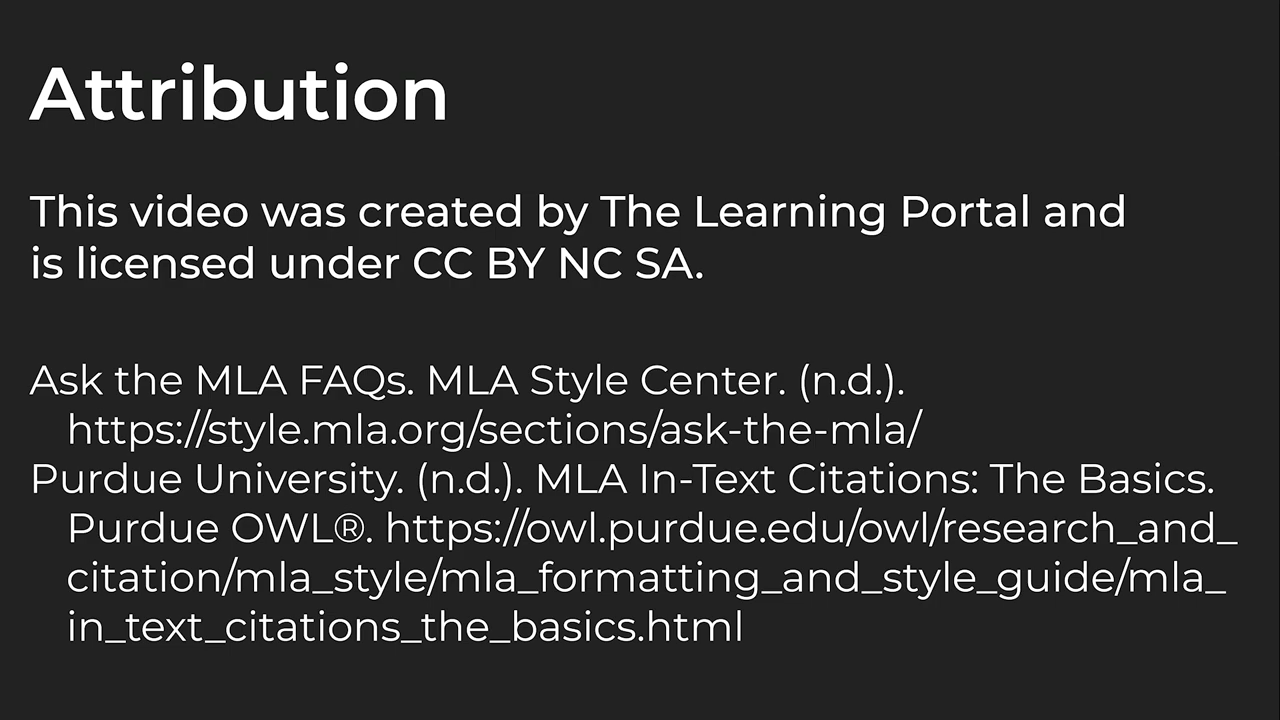 Attribution
This video was created by The Learning Portal and
is licensed under CC BY NC SA.
Ask the MLA FAQs. MLA Style Center. (n.d.).
https://style.mla.org/sections/ask-the-mla/
Purdue University. (n.d.). MLA In-Text Citations: The Basics.
Purdue OWL®. https://owl.purdue.edu/owl/research_and_
citation/mla_style/mla_formatting_and_style_guide/mla_
in_text_citations_the_basics.html